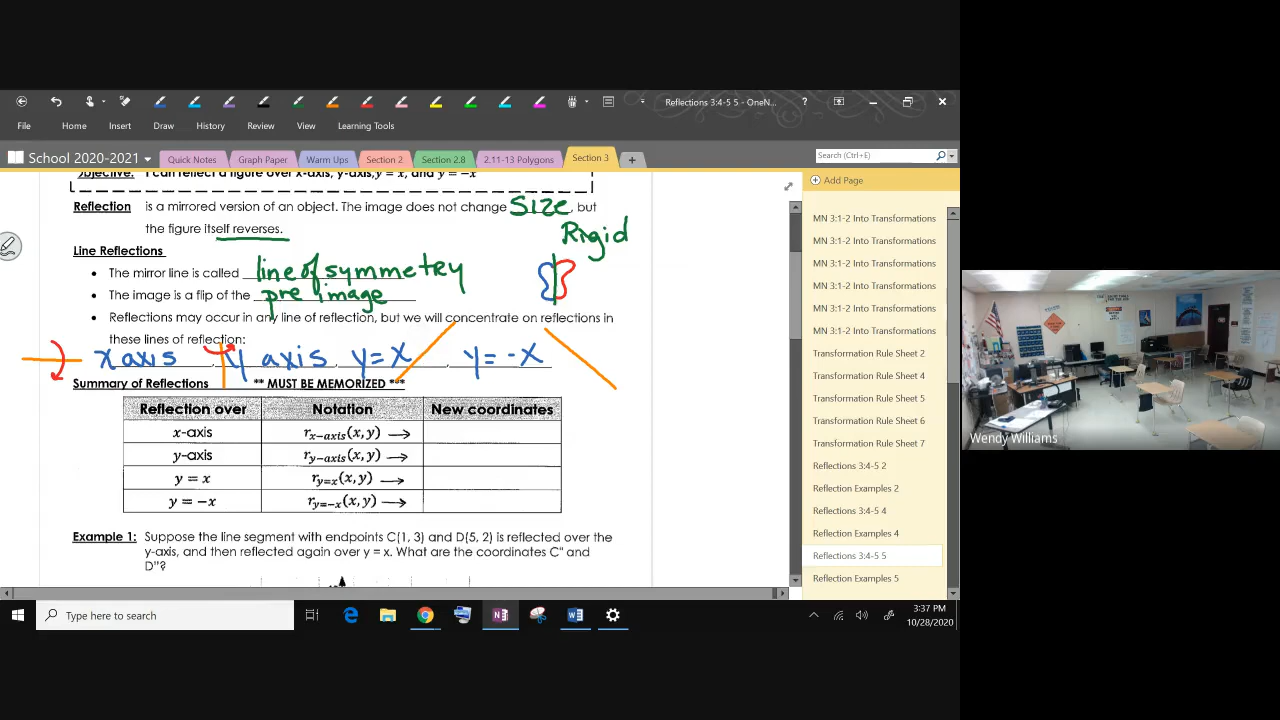 Reflections 3:4-5 5 - OneN...
?
File Home Insert Draw History Review View Learning Tools
School 2020-2021 Quick Notes Graph Paper Warm Ups Section 2 Section 2.8 2.11-13 Polygons Section 3 +
Search (Ctrl+E)
Objective: I can reflect a figure over x-axis, y-axis, y = x, and y = -x
Reflection is a mirrored version of an object. The image does not change Size, but
the figure itself reverses.
Rigid
Line Reflections
• The mirror line is called line of symmetry
• The image is a flip of the pre image
• Reflections may occur in any line of reflection, but we will concentrate on reflections in
these lines of reflection:
x axis, y axis, y = x, y = -x
Summary of Reflections ** MUST BE MEMORIZED ***
Reflection over Notation New coordinates
x-axis r x-axis (x, y) →
y-axis r y-axis (x, y) →
y = x r y=x (x, y) →
y = -x r y=-x (x, y) →
Example 1: Suppose the line segment with endpoints C(1, 3) and D(5, 2) is reflected over the
y-axis, and then reflected again over y = x. What are the coordinates C" and
D"?
Add Page
MN 3:1-2 Into Transformations
MN 3:1-2 Into Transformations
MN 3:1-2 Into Transformations
MN 3:1-2 Into Transformations
MN 3:1-2 Into Transformations
MN 3:1-2 Into Transformations
Transformation Rule Sheet 2
Transformation Rule Sheet 4
Transformation Rule Sheet 5
Transformation Rule Sheet 6
Transformation Rule Sheet 7
Reflections 3:4-5 2
Reflection Examples 2
Reflections 3:4-5 4
Reflection Examples 4
Reflections 3:4-5 5
Reflection Examples 5
Wendy Williams
Type here to search
3:37 PM
10/28/2020